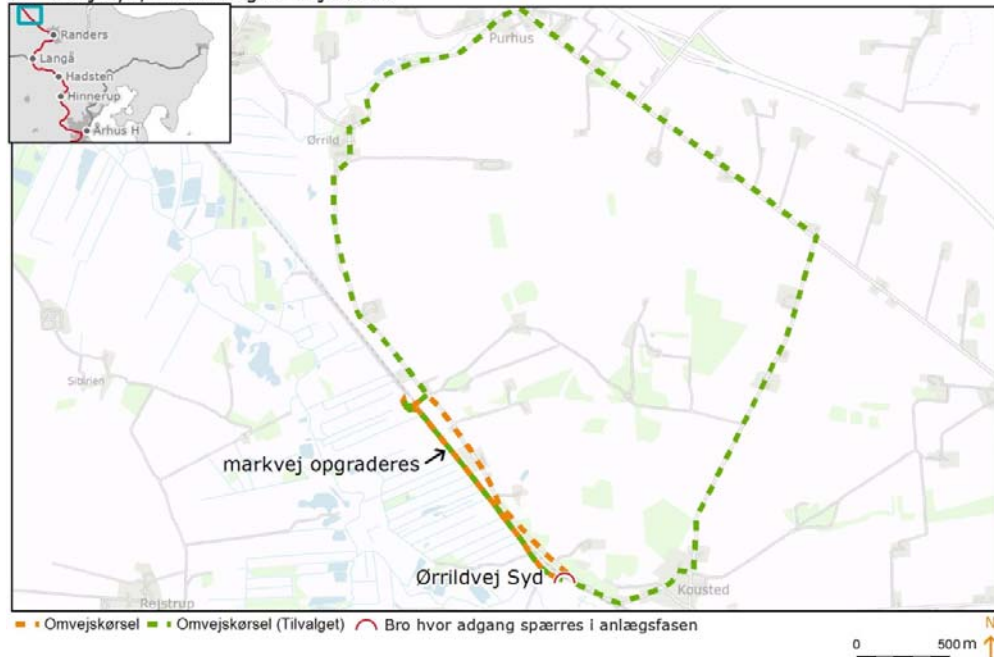 Randers
Langå
Hadsten
Hinnerup
Århus H
Purhus
Ørrild
Sibirien
markvej opgraderes
Ørrildvej Syd
Kousted
Rejstrup
Omvejskørsel
Omvejskørsel (Tilvalget)
Bro hvor adgang spærres i anlægsfasen
N
0 500 m